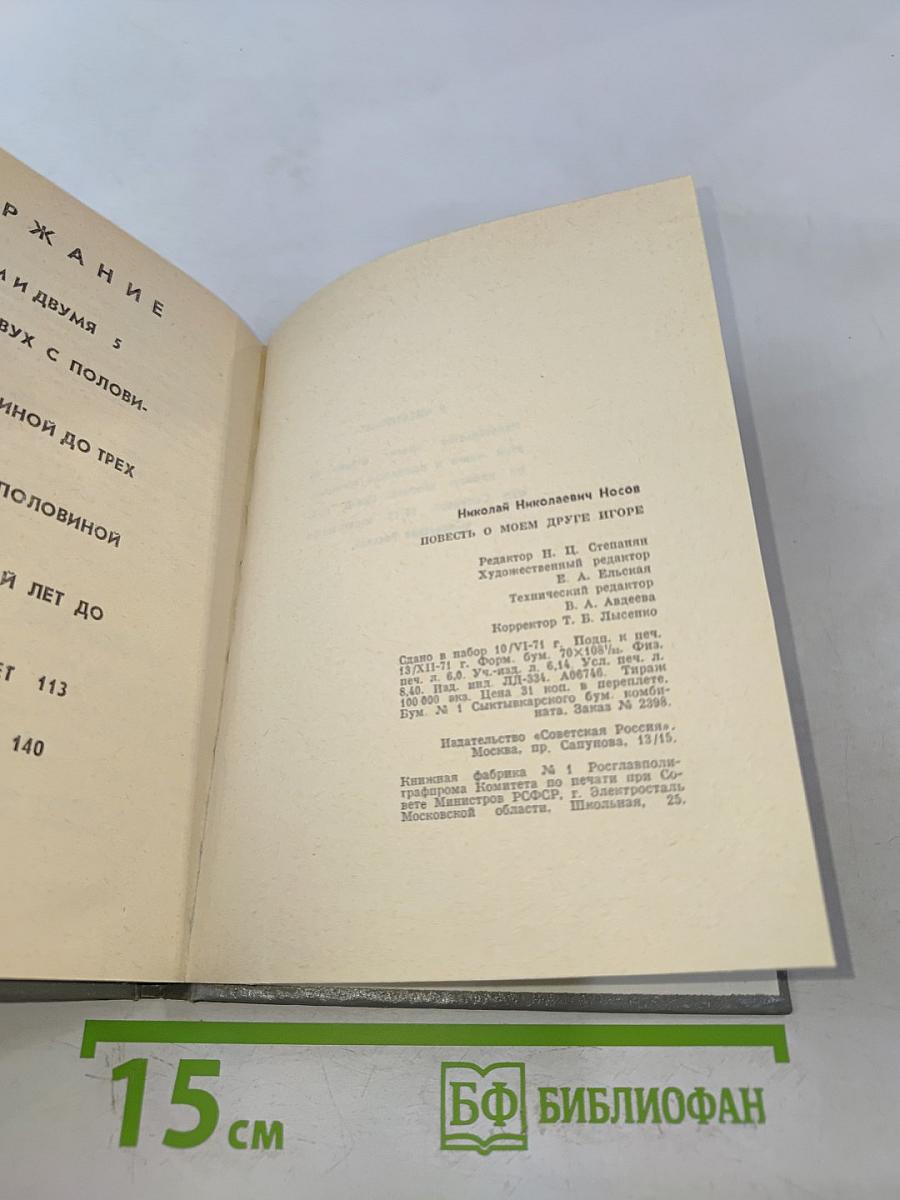 РЖАНИЕ
И ДВУМЯ 5
ВУХ С ПОЛОВИ-
ИНОЙ ДО ТРЕХ
ПОЛОВИНОЙ
Й ЛЕТ ДО
ЕТ 113
140
Николай Николаевич Носов
ПОВЕСТЬ О МОЕМ ДРУГЕ ИГОРЕ
Редактор Н. Ц. Степанян
Художественный редактор
Е. А. Ельская
Технический редактор
В. А. Авдеева
Корректор Т. Б. Лысенко
Сдано в набор 10/VI-71 г. Подп. к печ.
13/XII-71 г. Форм. бум. 70×108¹/₃₂. Физ.
печ. л. 6,0. Уч.-изд. л. 6,14. Усл. печ. л.
8,40. Изд. инд. ЛД-334. А06746. Тираж
100 000 экз. Цена 31 коп. в переплете.
Бум. № 1 Сыктывкарского бум. комби-
ната. Заказ № 2398.
Издательство «Советская Россия».
Москва, пр. Сапунова, 13/15.
Книжная фабрика № 1 Росглавполи-
графпрома Комитета по печати при Со-
вете Министров РСФСР, г. Электросталь
Московской области, Школьная, 25.
15 см
БФ БИБЛИОФАН